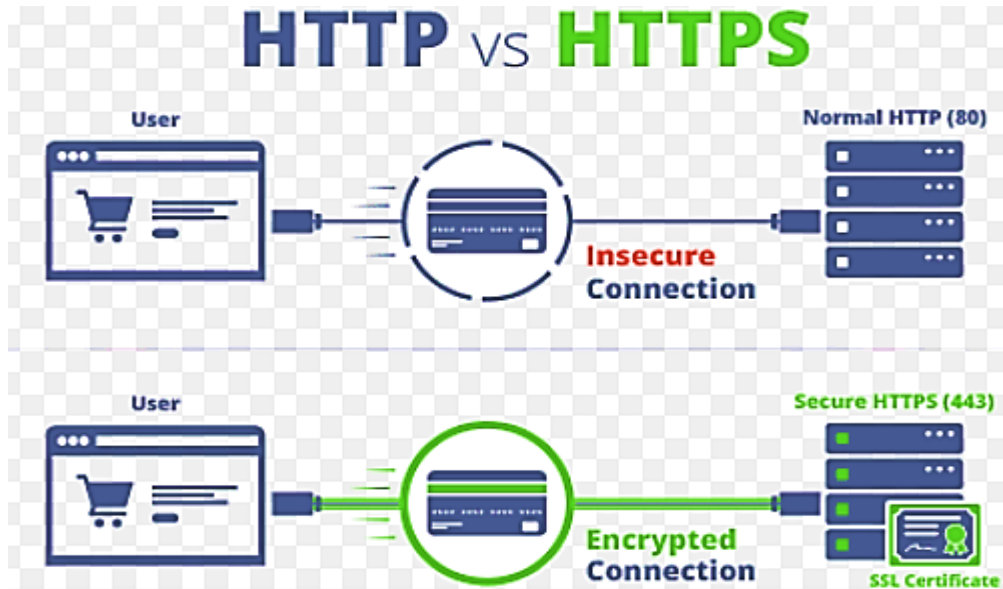 HTTP VS HTTPS
User
Normal HTTP (80)
Insecure
Connection
User
Secure HTTPS (443)
Encrypted
Connection
SSL Certificate